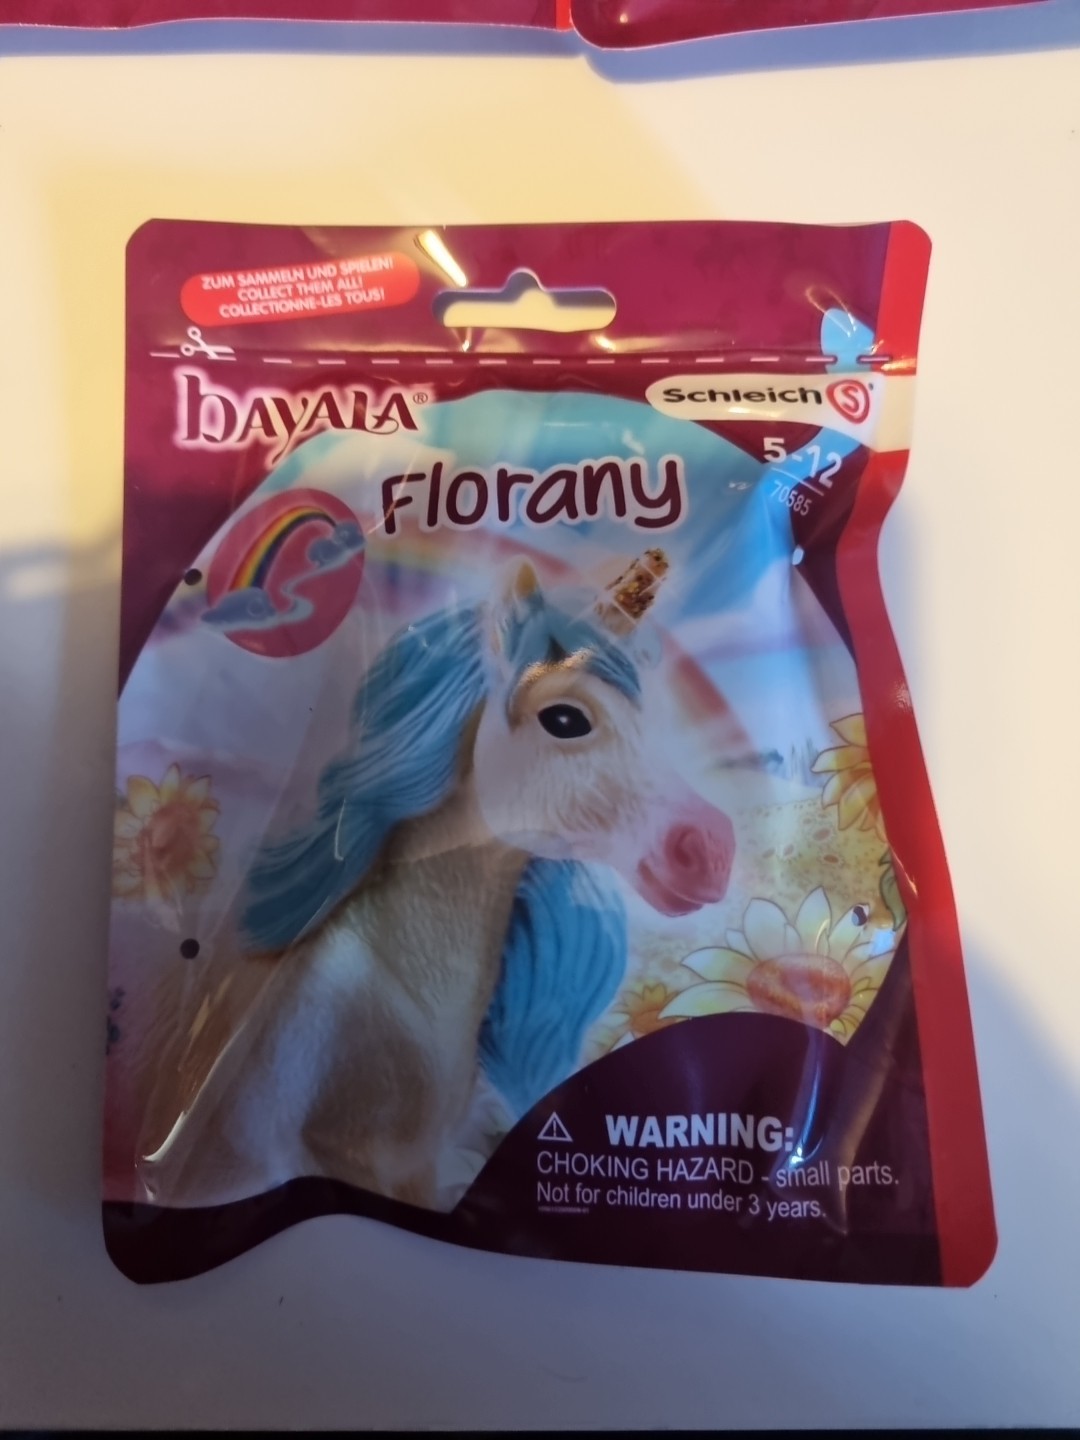 ZUM SAMMELN UND SPIELEN!
COLLECT THEM ALL!
COLLECTIONNE-LES TOUS!
bayala®
Schleich S®
5-12
70585
Florany
WARNING:
CHOKING HAZARD - small parts.
Not for children under 3 years.